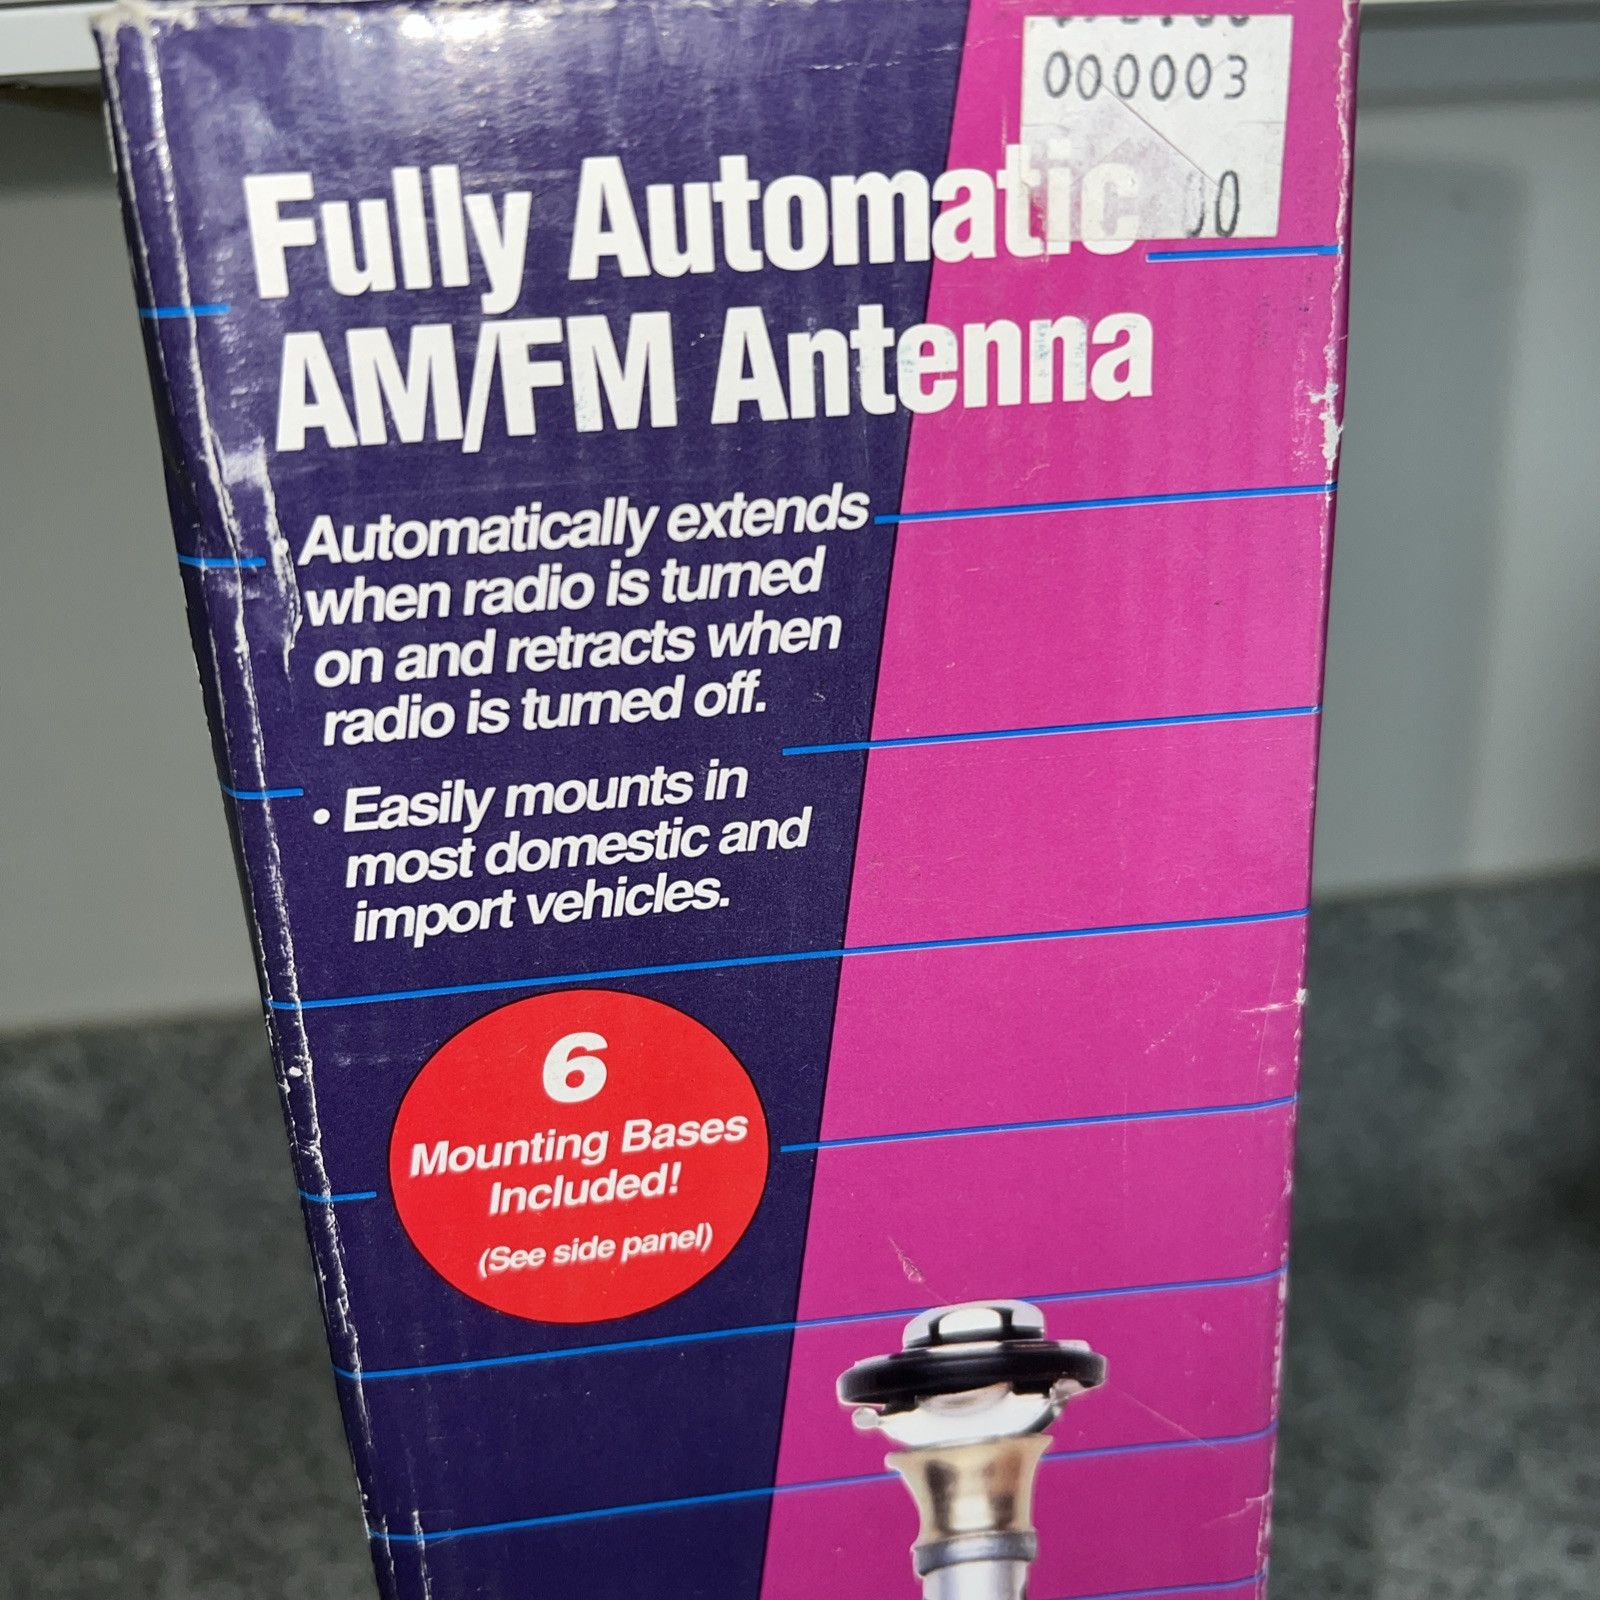 000003
00
Fully Automatic
AM/FM Antenna
Automatically extends
when radio is turned
on and retracts when
radio is turned off.
• Easily mounts in
most domestic and
import vehicles.
6
Mounting Bases
Included!
(See side panel)